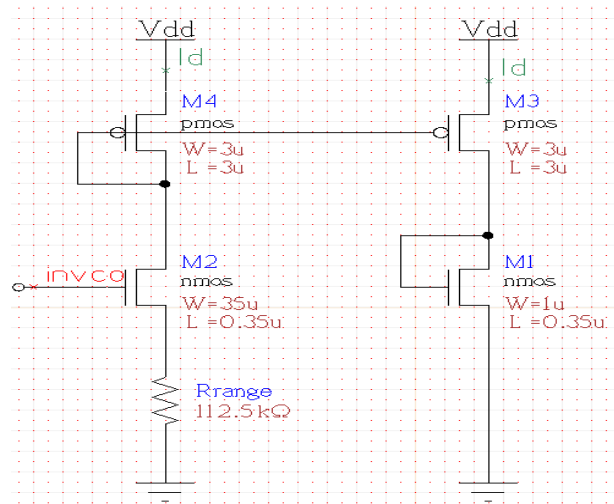 Vdd
Vdd
Id
Id
M4
pmos
W=3u
L=3u
M3
pmos
W=3u
L=3u
invco
M2
nmos
W=35u
L=0.35u
M1
nmos
W=1u
L=0.35u
Rrange
112.5kΩ